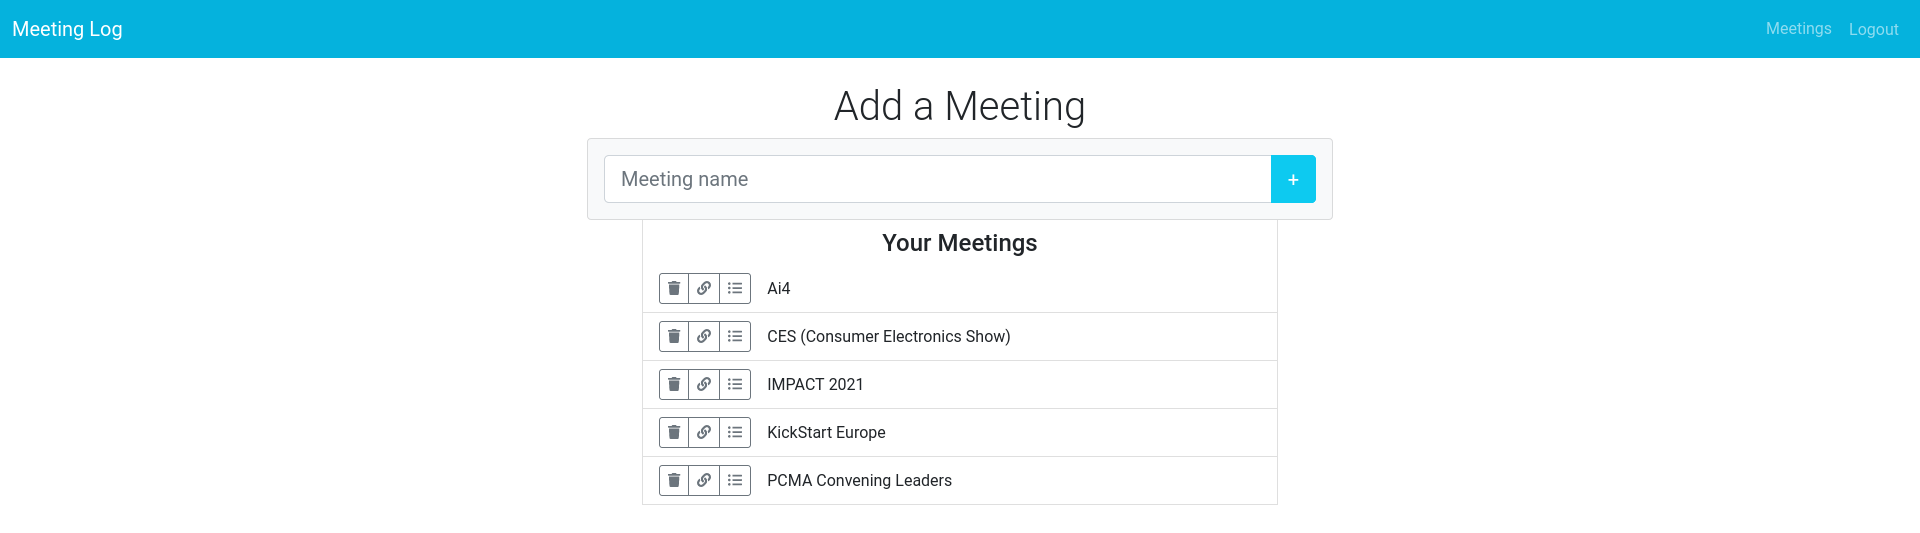 Meeting Log
Meetings
Logout
Add a Meeting
Meeting name
+
Your Meetings
Ai4
CES (Consumer Electronics Show)
IMPACT 2021
KickStart Europe
PCMA Convening Leaders